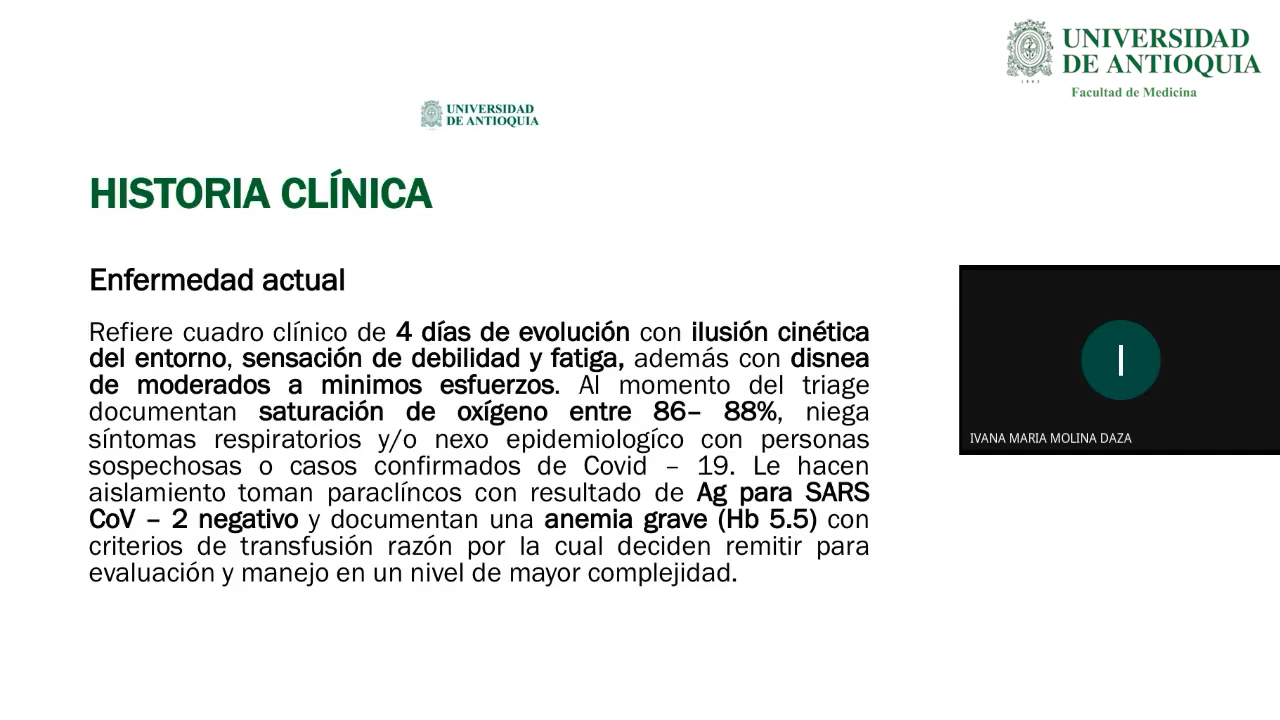 UNIVERSIDAD
DE ANTIOQUIA
1803
Facultad de Medicina
UNIVERSIDAD
DE ANTIOQUIA
HISTORIA CLÍNICA
Enfermedad actual
Refiere cuadro clínico de 4 días de evolución con ilusión cinética
del entorno, sensación de debilidad y fatiga, además con disnea
de moderados a minimos esfuerzos. Al momento del triage
documentan saturación de oxígeno entre 86– 88%, niega
síntomas respiratorios y/o nexo epidemiologíco con personas
sospechosas o casos confirmados de Covid – 19. Le hacen
aislamiento toman paraclíncos con resultado de Ag para SARS
CoV – 2 negativo y documentan una anemia grave (Hb 5.5) con
criterios de transfusión razón por la cual deciden remitir para
evaluación y manejo en un nivel de mayor complejidad.
I
IVANA MARIA MOLINA DAZA